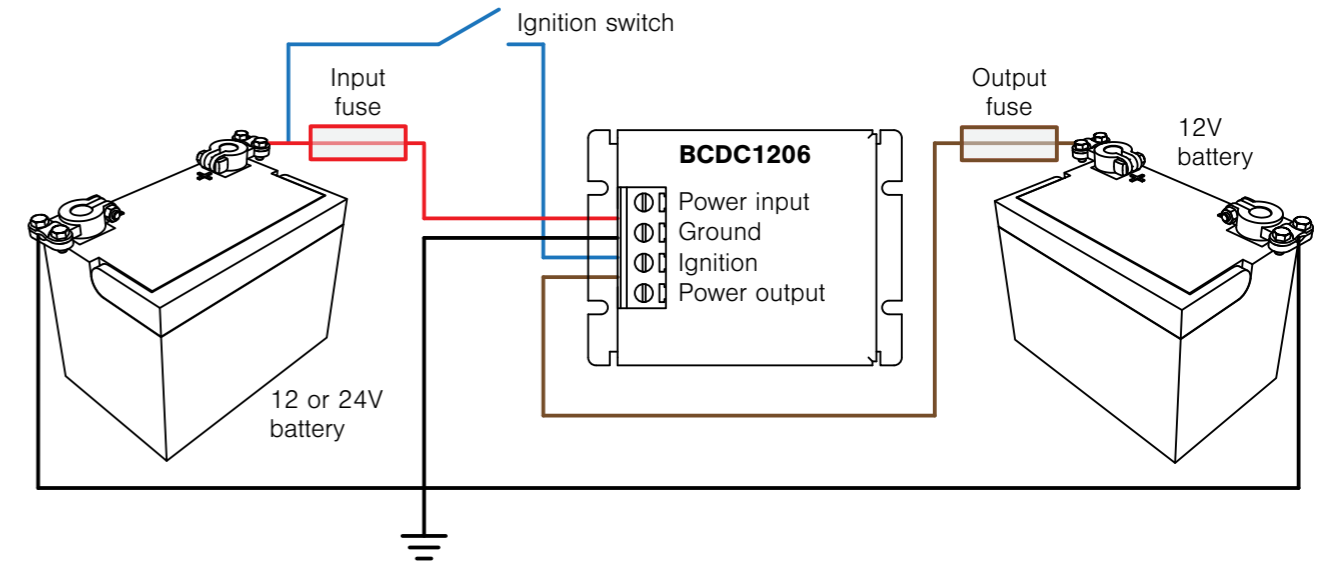 Ignition switch
Input
fuse
Output
fuse
12V
battery
BCDC1206
Power input
Ground
Ignition
Power output
12 or 24V
battery